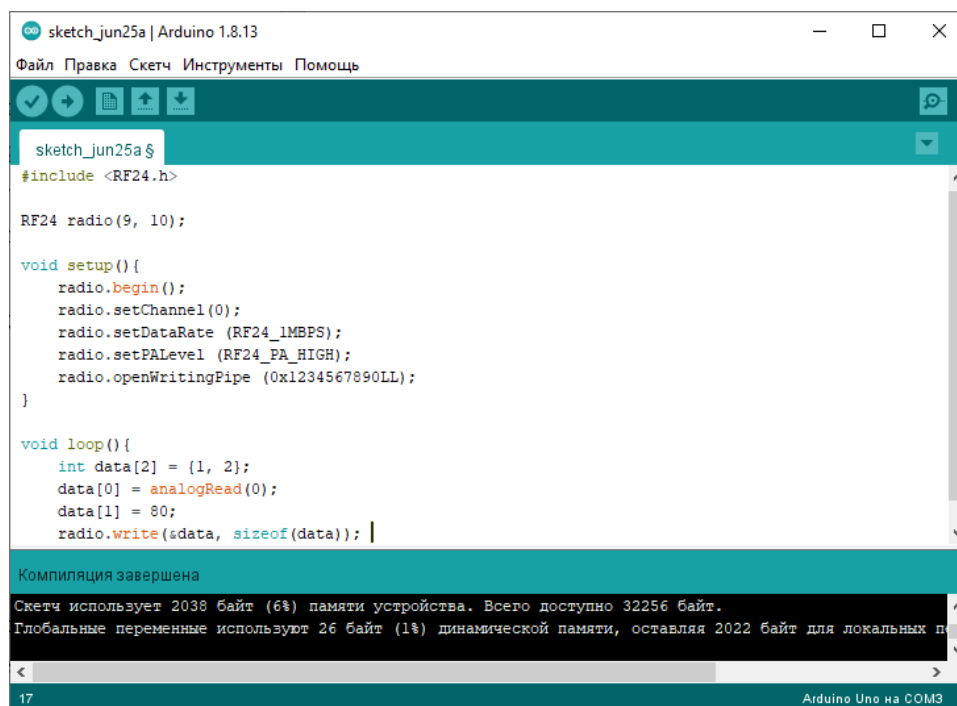 sketch_jun25a | Arduino 1.8.13
Файл Правка Скетч Инструменты Помощь
sketch_jun25a §
#include <RF24.h>
RF24 radio(9, 10);
void setup(){
    radio.begin();
    radio.setChannel(0);
    radio.setDataRate (RF24_1MBPS);
    radio.setPALevel (RF24_PA_HIGH);
    radio.openWritingPipe (0x1234567890LL);
}
void loop(){
    int data[2] = {1, 2};
    data[0] = analogRead(0);
    data[1] = 80;
    radio.write(&data, sizeof(data));
Компиляция завершена
Скетч использует 2038 байт (6%) памяти устройства. Всего доступно 32256 байт.
Глобальные переменные используют 26 байт (1%) динамической памяти, оставляя 2022 байт для локальных
17 Arduino Uno на COM3